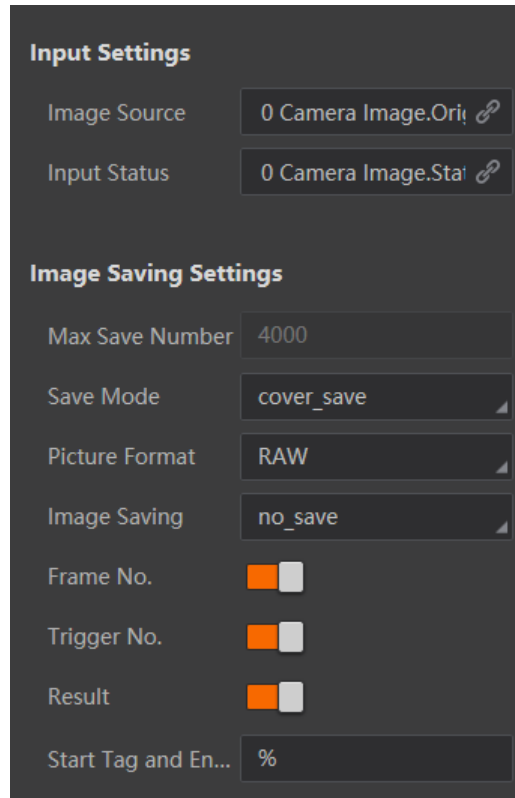 Input Settings
Image Source 0 Camera Image.Orig
Input Status 0 Camera Image.Stat
Image Saving Settings
Max Save Number 4000
Save Mode cover_save
Picture Format RAW
Image Saving no_save
Frame No.
Trigger No.
Result
Start Tag and En... %